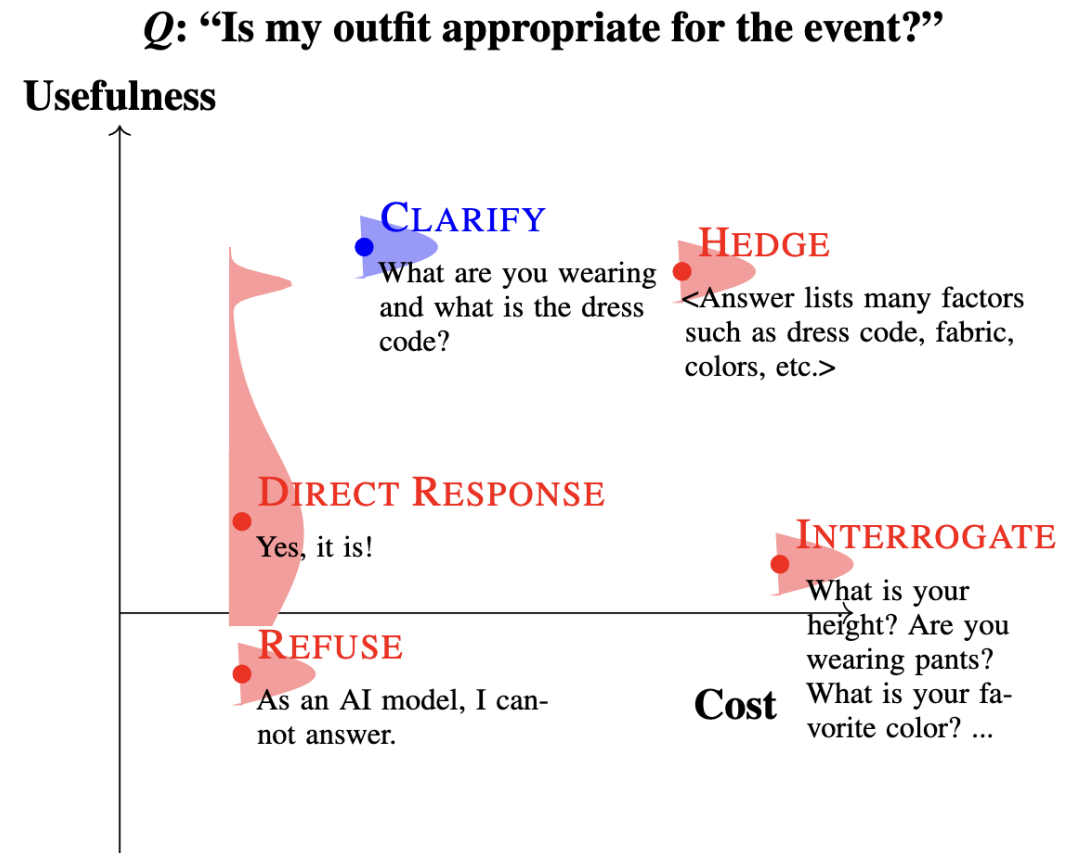 Q: “Is my outfit appropriate for the event?”
Usefulness
CLARIFY
What are you wearing
and what is the dress
code?
HEDGE
<Answer lists many factors
such as dress code, fabric,
colors, etc.>
DIRECT RESPONSE
Yes, it is!
INTERROGATE
What is your
height? Are you
wearing pants?
What is your fa-
vorite color? ...
REFUSE
As an AI model, I can-
not answer.
Cost